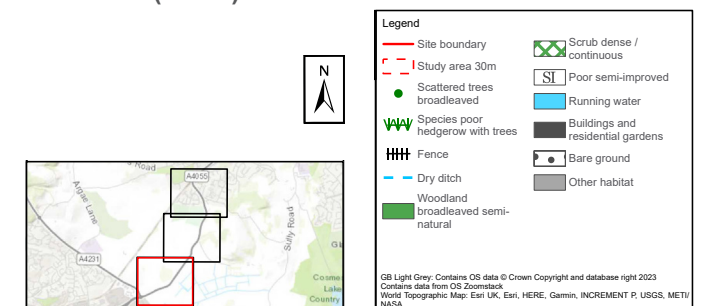 N
Road
A4055
Argae Lane
Sully Road
A4231
Cosme
Lake
Country
Legend
Site boundary
Study area 30m
Scattered trees
broadleaved
Species poor
hedgerow with trees
Fence
Dry ditch
Woodland
broadleaved semi-
natural
Scrub dense /
continuous
SI Poor semi-improved
Running water
Buildings and
residential gardens
Bare ground
Other habitat
GB Light Grey: Contains OS data © Crown Copyright and database right 2023
Contains data from OS Zoomstack
World Topographic Map: Esri UK, Esri, HERE, Garmin, INCREMENT P, USGS, METI/
NASA